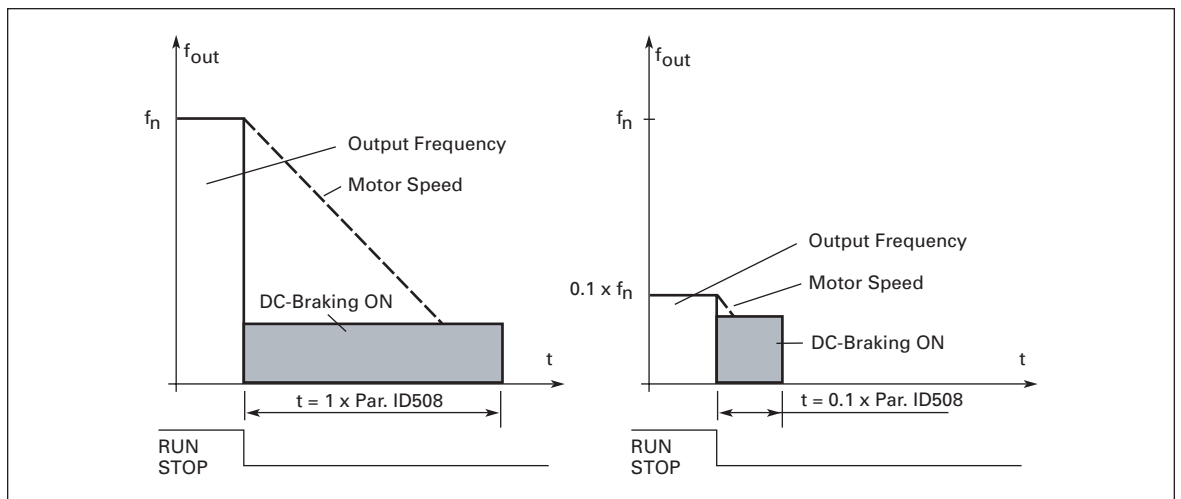 fout
fn
Output Frequency
Motor Speed
DC-Braking ON
t
t = 1 x Par. ID508
RUN
STOP
fout
fn
Output Frequency
0.1 x fn
Motor Speed
DC-Braking ON
t
t = 0.1 x Par. ID508
RUN
STOP